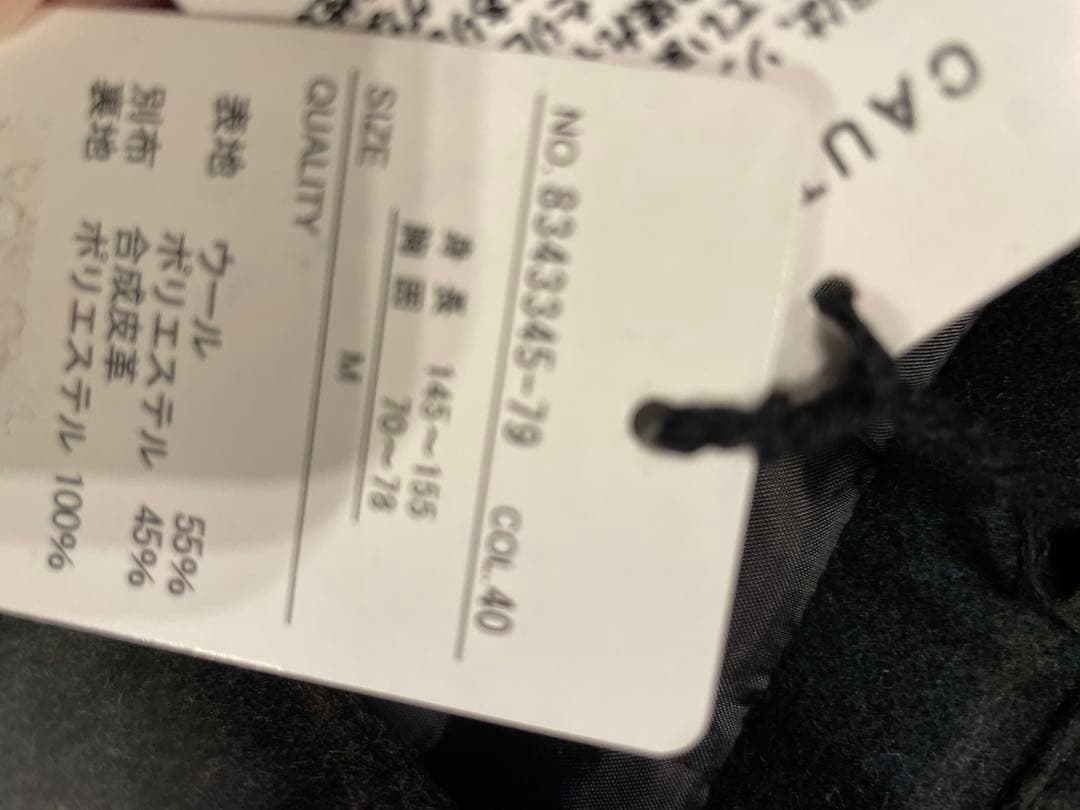 NO. 8343345-79 COL.40
身長 145~155
胸囲 70~78
SIZE M
QUALITY
表地 ウール 55%
ポリエステル 45%
別布 合成皮革
裏地 ポリエステル 100%
CAU